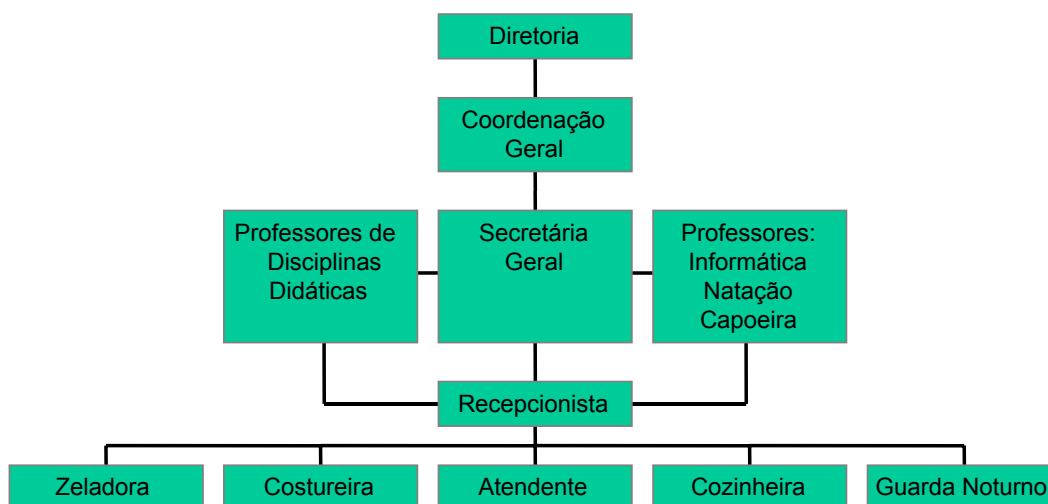 Diretoria
Coordenação
Geral
Professores de
Disciplinas
Didáticas
Secretária
Geral
Professores:
Informática
Natação
Capoeira
Recepcionista
Zeladora
Costureira
Atendente
Cozinheira
Guarda Noturno